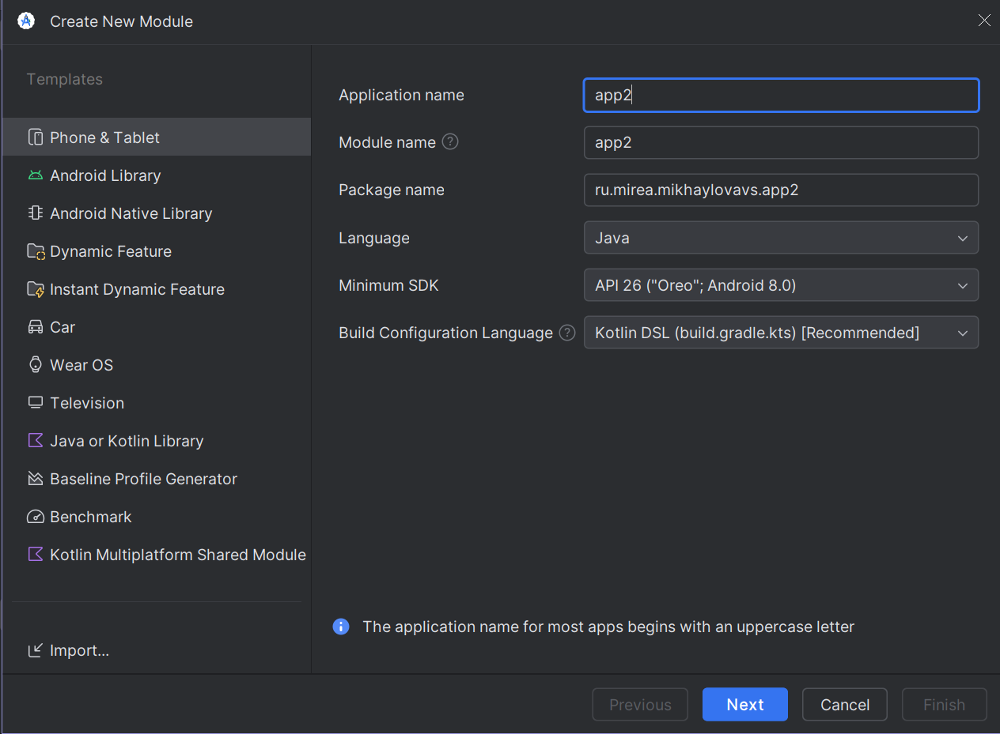 Create New Module
Templates
Phone & Tablet
Android Library
Android Native Library
Dynamic Feature
Instant Dynamic Feature
Car
Wear OS
Television
Java or Kotlin Library
Baseline Profile Generator
Benchmark
Kotlin Multiplatform Shared Module
Import...
Application name app2
Module name ? app2
Package name ru.mirea.mikhaylovavs.app2
Language Java
Minimum SDK API 26 ("Oreo"; Android 8.0)
Build Configuration Language ? Kotlin DSL (build.gradle.kts) [Recommended]
The application name for most apps begins with an uppercase letter
Previous Next Cancel Finish